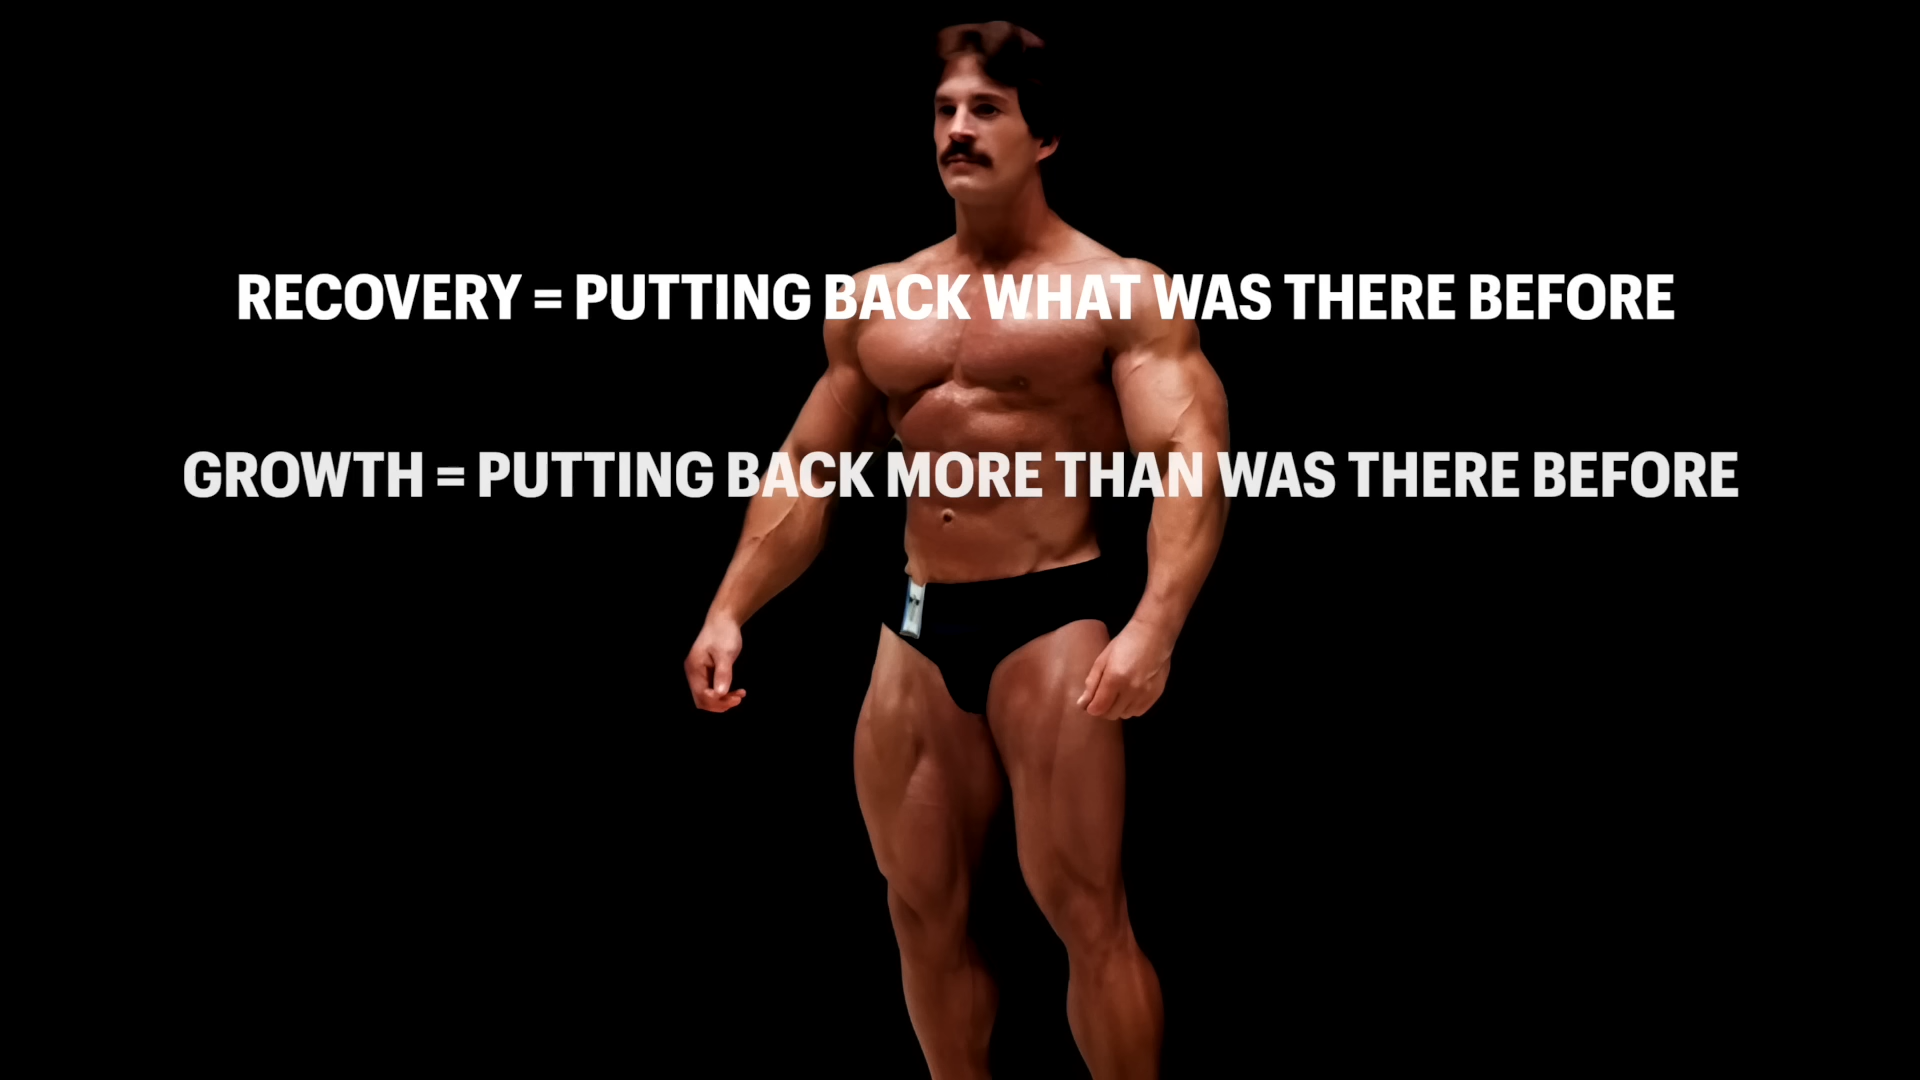 RECOVERY = PUTTING BACK WHAT WAS THERE BEFORE
GROWTH = PUTTING BACK MORE THAN WAS THERE BEFORE